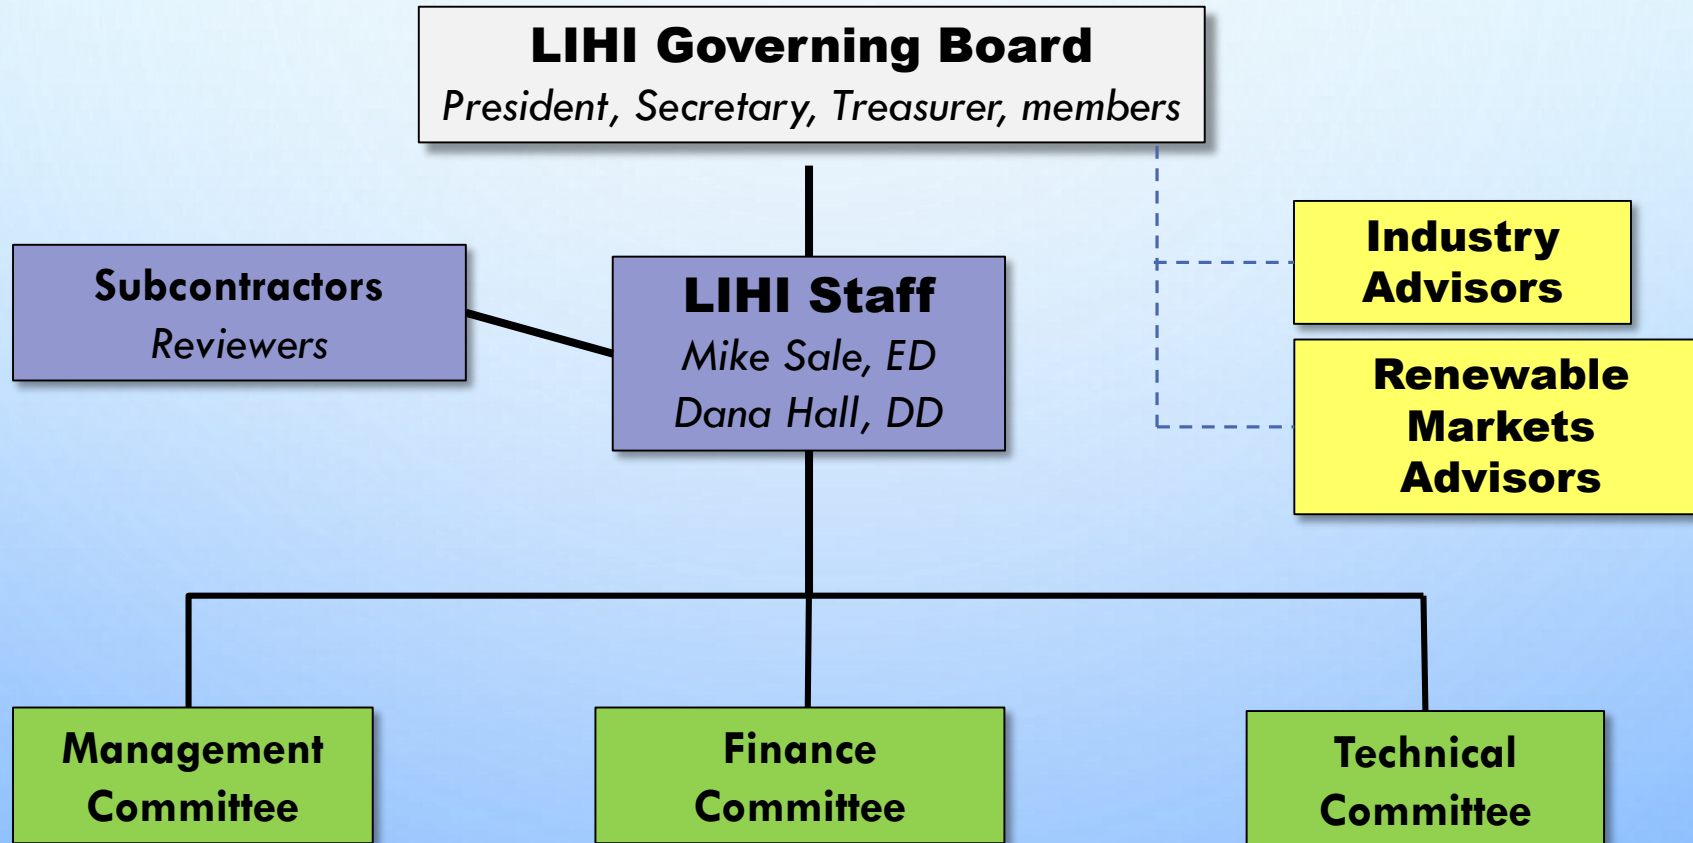 LIHI Governing Board
President, Secretary, Treasurer, members
Industry
Advisors
Subcontractors
Reviewers
LIHI Staff
Mike Sale, ED
Dana Hall, DD
Renewable
Markets
Advisors
Management
Committee
Finance
Committee
Technical
Committee